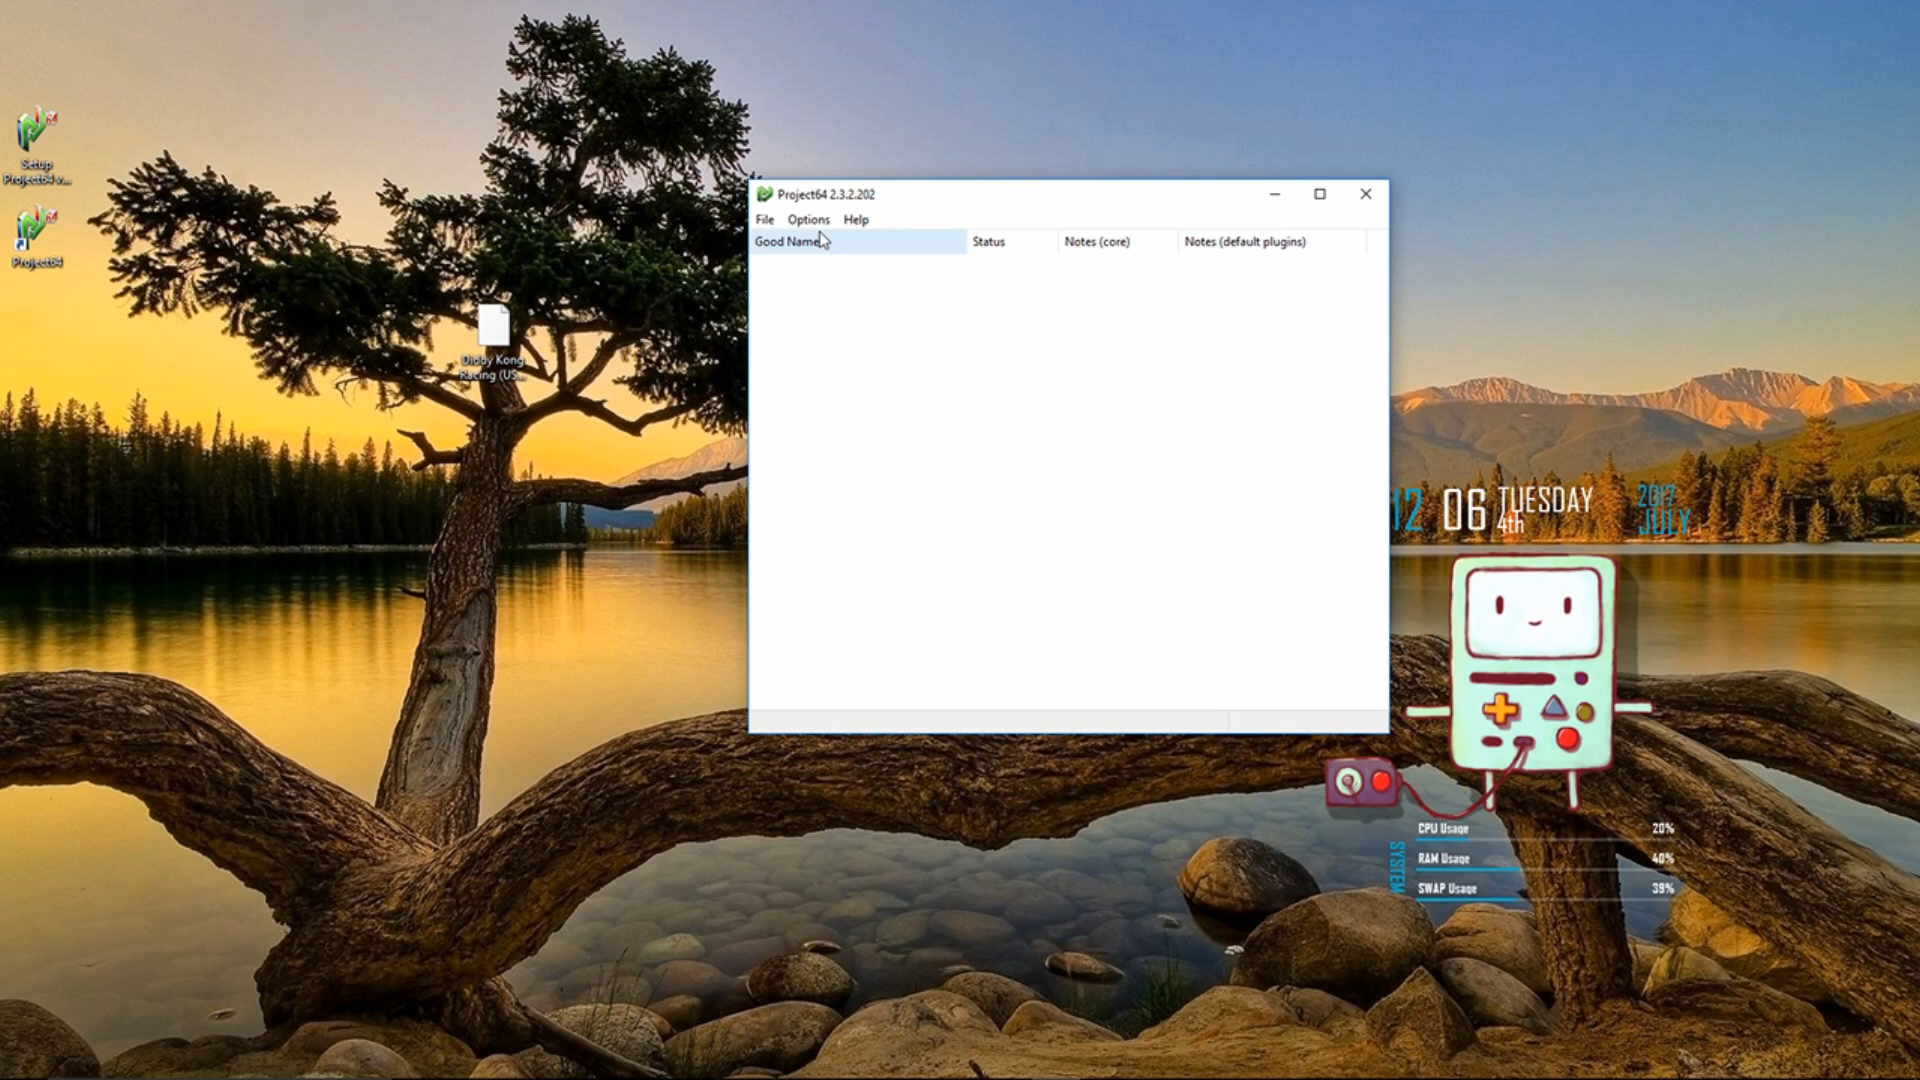 Setup
Project64 v...
Project64
Diddy Kong
Racing (US...
Project64 2.3.2.202
File Options Help
Good Name Status Notes (core) Notes (default plugins)
12 06 TUESDAY 4th 2017 JULY
SYSTEM
CPU Usage 20%
RAM Usage 40%
SWAP Usage 39%